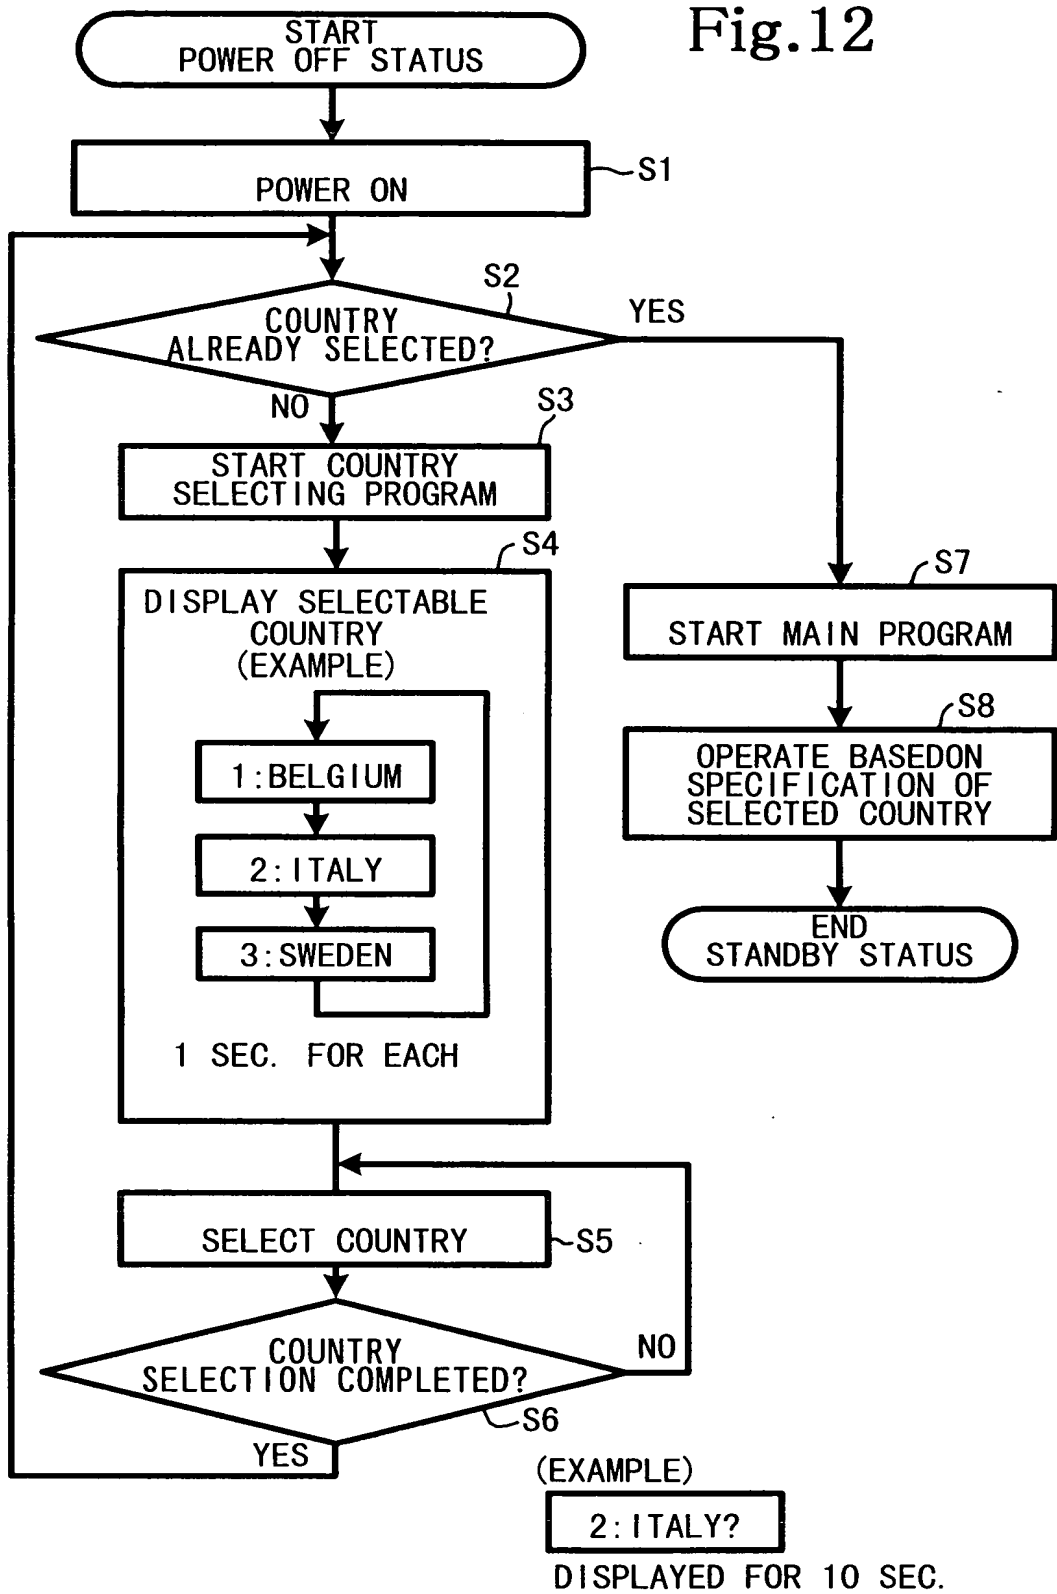 Fig.12
START
POWER OFF STATUS
POWER ON
S1
S2
COUNTRY
ALREADY SELECTED?
YES
NO
S3
START COUNTRY
SELECTING PROGRAM
S4
DISPLAY SELECTABLE
COUNTRY
(EXAMPLE)
1:BELGIUM
2:ITALY
3:SWEDEN
1 SEC. FOR EACH
SELECT COUNTRY
S5
COUNTRY
SELECTION COMPLETED?
NO
S6
YES
(EXAMPLE)
2:ITALY?
DISPLAYED FOR 10 SEC.
S7
START MAIN PROGRAM
S8
OPERATE BASEDON
SPECIFICATION OF
SELECTED COUNTRY
END
STANDBY STATUS